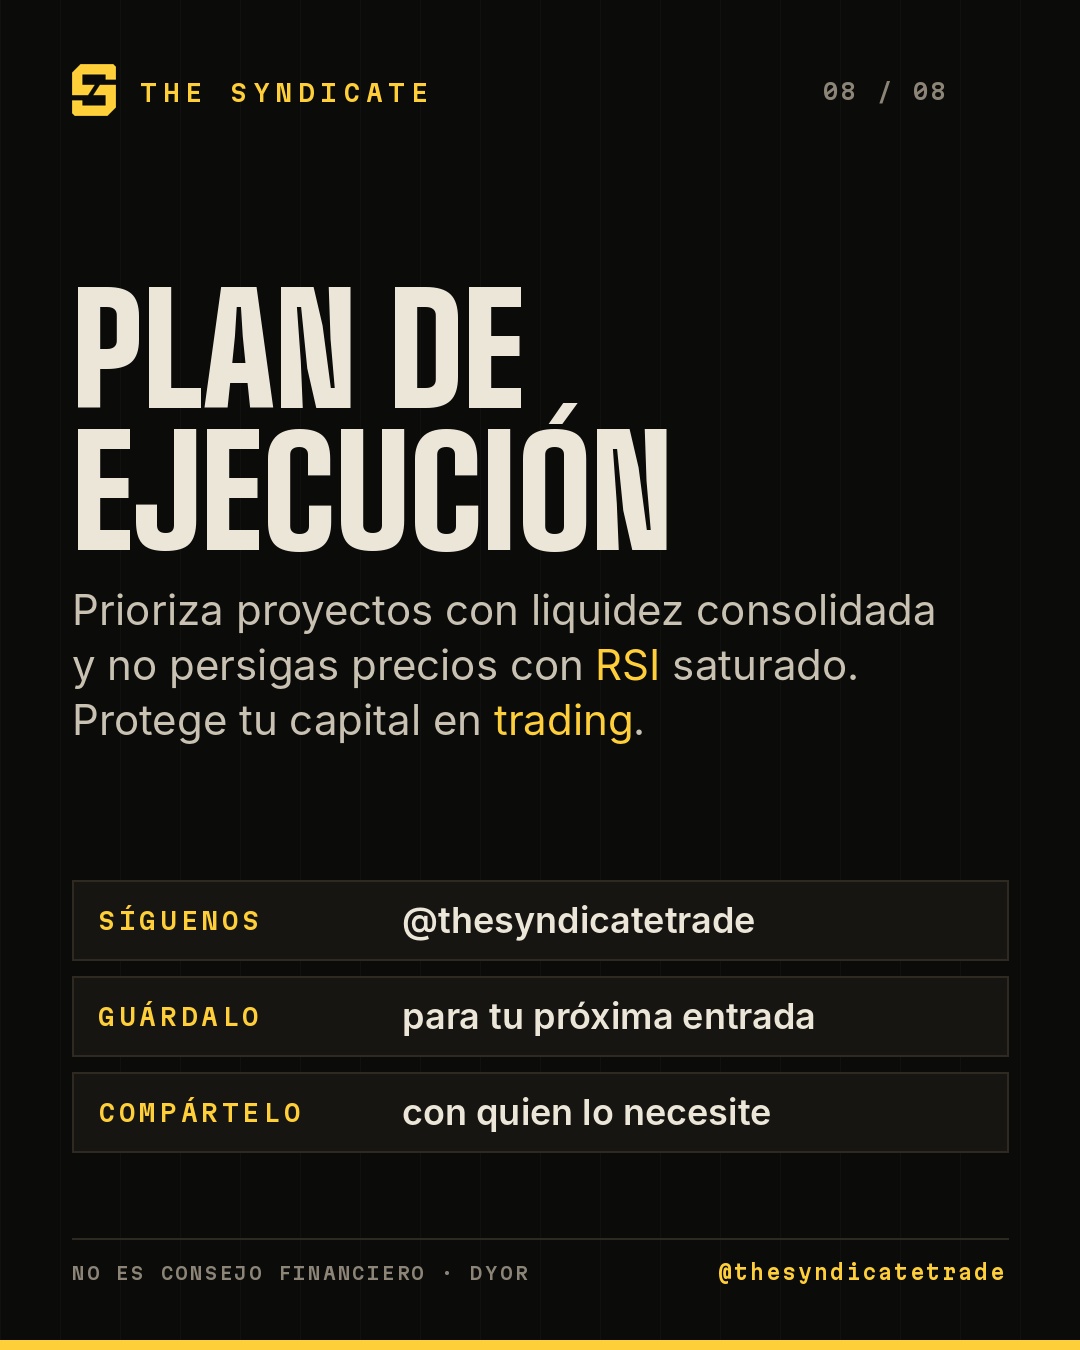 THE SYNDICATE
08 / 08
PLAN DE
EJECUCIÓN
Prioriza proyectos con liquidez consolidada
y no persigas precios con RSI saturado.
Protege tu capital en trading.
SÍGUENOS @thesyndicatetrade
GUÁRDALO para tu próxima entrada
COMPÁRTELO con quien lo necesite
NO ES CONSEJO FINANCIERO · DYOR
@thesyndicatetrade